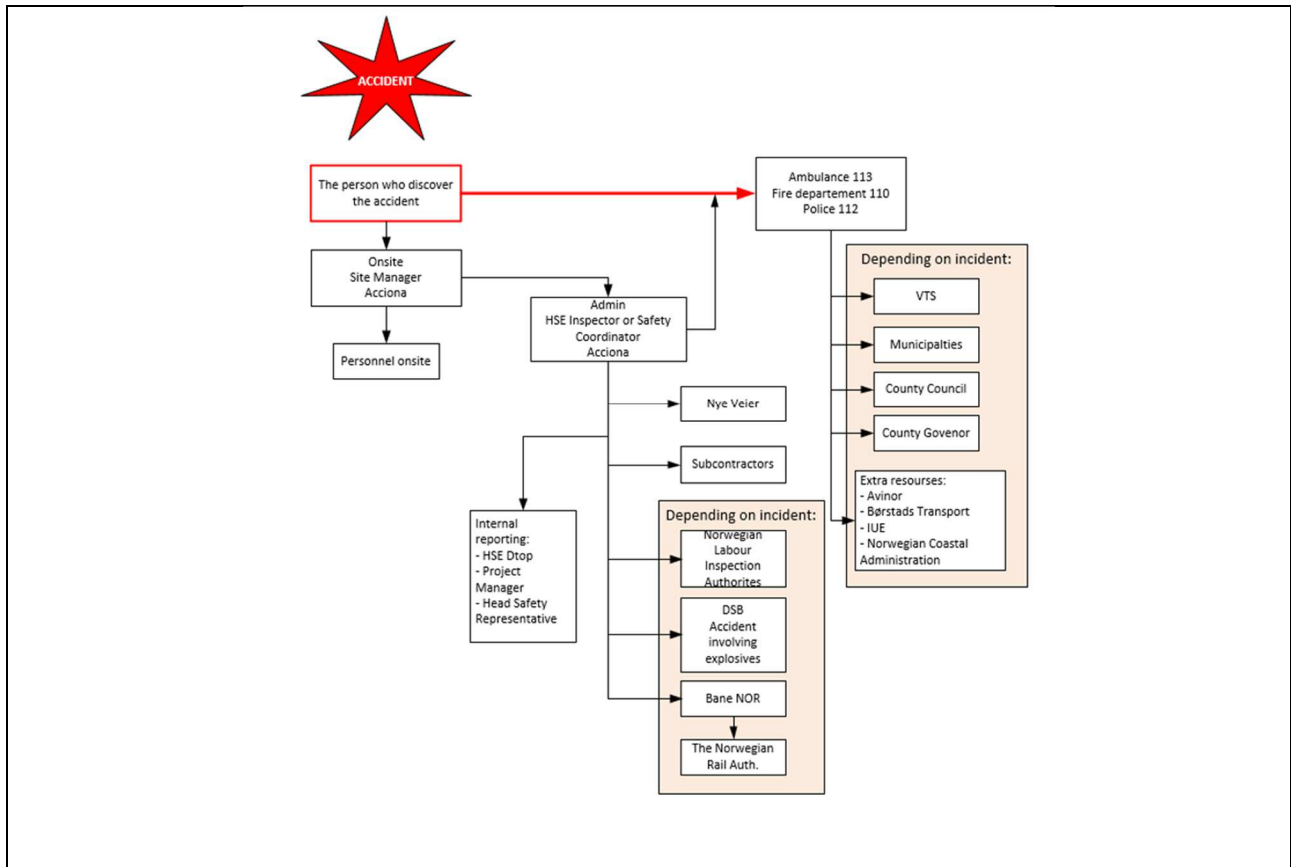 ACCIDENT
The person who discover
the accident
Ambulance 113
Fire departement 110
Police 112
Onsite
Site Manager
Acciona
Depending on incident:
VTS
Admin
HSE Inspector or Safety
Coordinator
Acciona
Municipalties
Personnel onsite
County Council
Nye Veier
County Govenor
Subcontractors
Extra resourses:
- Avinor
- Børstads Transport
- IUE
- Norwegian Coastal
Administration
Internal
reporting:
- HSE Dtop
- Project
Manager
- Head Safety
Representative
Depending on incident:
Norwegian
Labour
Inspection
Authorites
DSB
Accident
involving
explosives
Bane NOR
The Norwegian
Rail Auth.